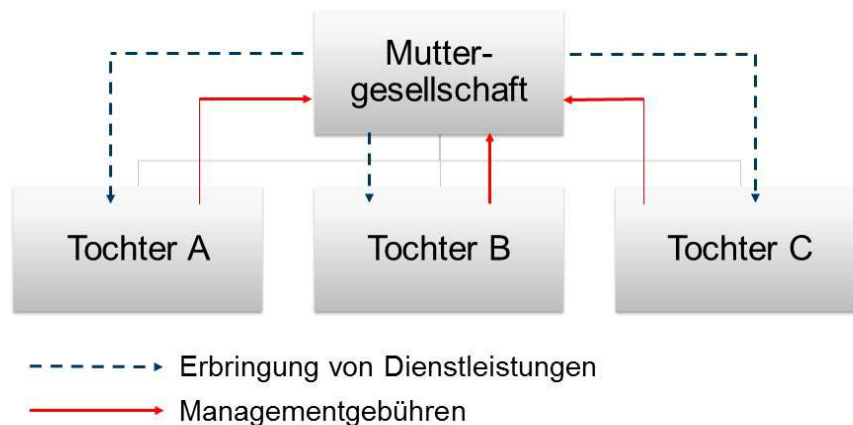 Mutter-
gesellschaft
Tochter A
Tochter B
Tochter C
Erbringung von Dienstleistungen
Managementgebühren